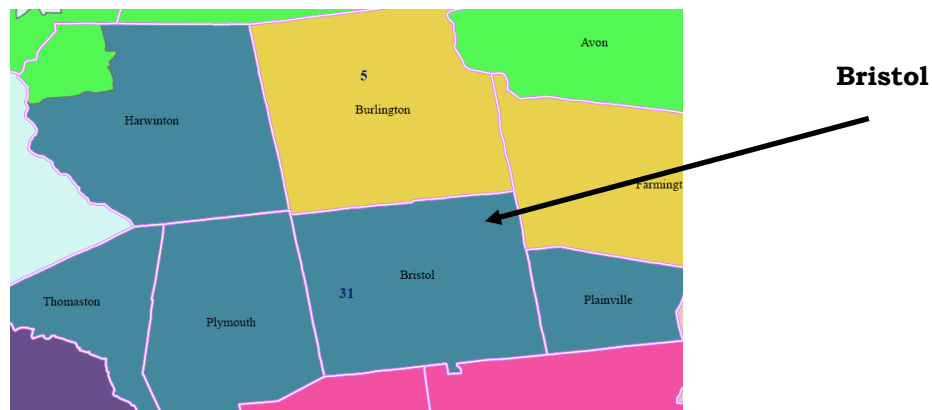 Avon
5
Bristol
Burlington
Harwinton
Farmingt
Bristol
31
Thomaston
Plainville
Plymouth